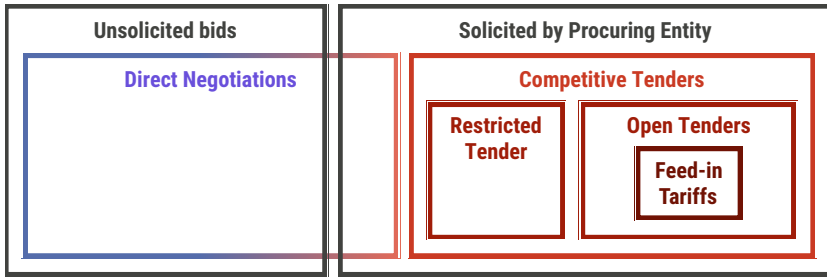 Unsolicited bids
Solicited by Procuring Entity
Direct Negotiations
Competitive Tenders
Restricted
Tender
Open Tenders
Feed-in
Tariffs